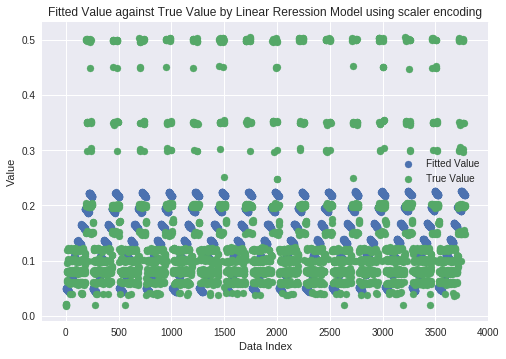 Fitted Value against True Value by Linear Reression Model using scaler encoding
0.5
0.4
0.3
0.2
0.1
0.0
Value
Fitted Value
True Value
0 500 1000 1500 2000 2500 3000 3500 4000
Data Index